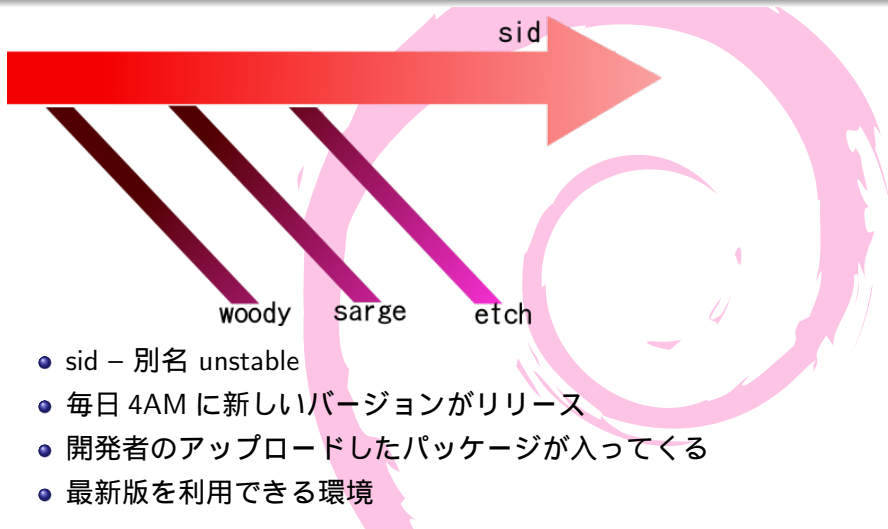 sid
woody sarge etch
sid – 別名 unstable
毎日 4AM に新しいバージョンがリリース
開発者のアップロードしたパッケージが入ってくる
最新版を利用できる環境